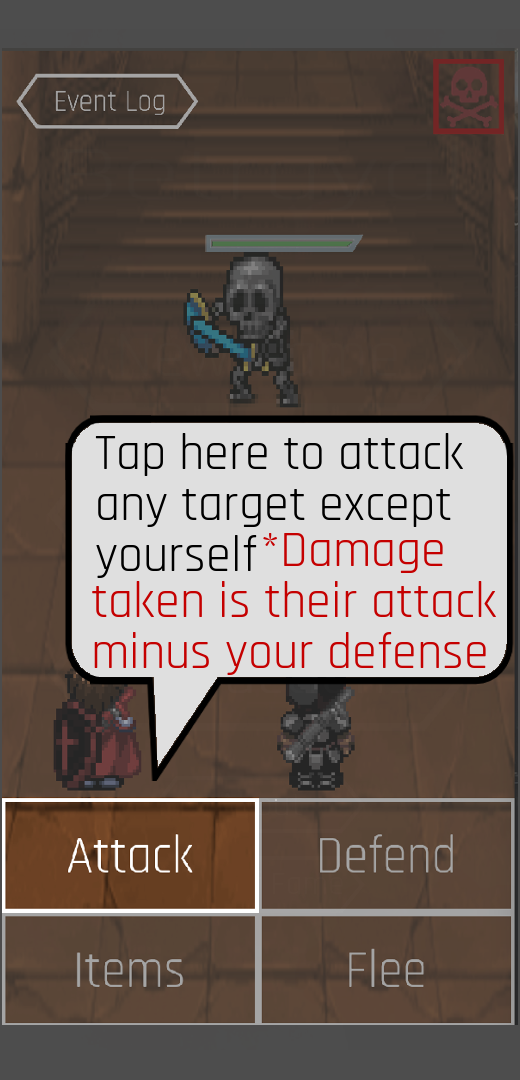 Event Log
Tap here to attack
any target except
yourself*Damage
taken is their attack
minus your defense
Attack
Defend
Items
Flee